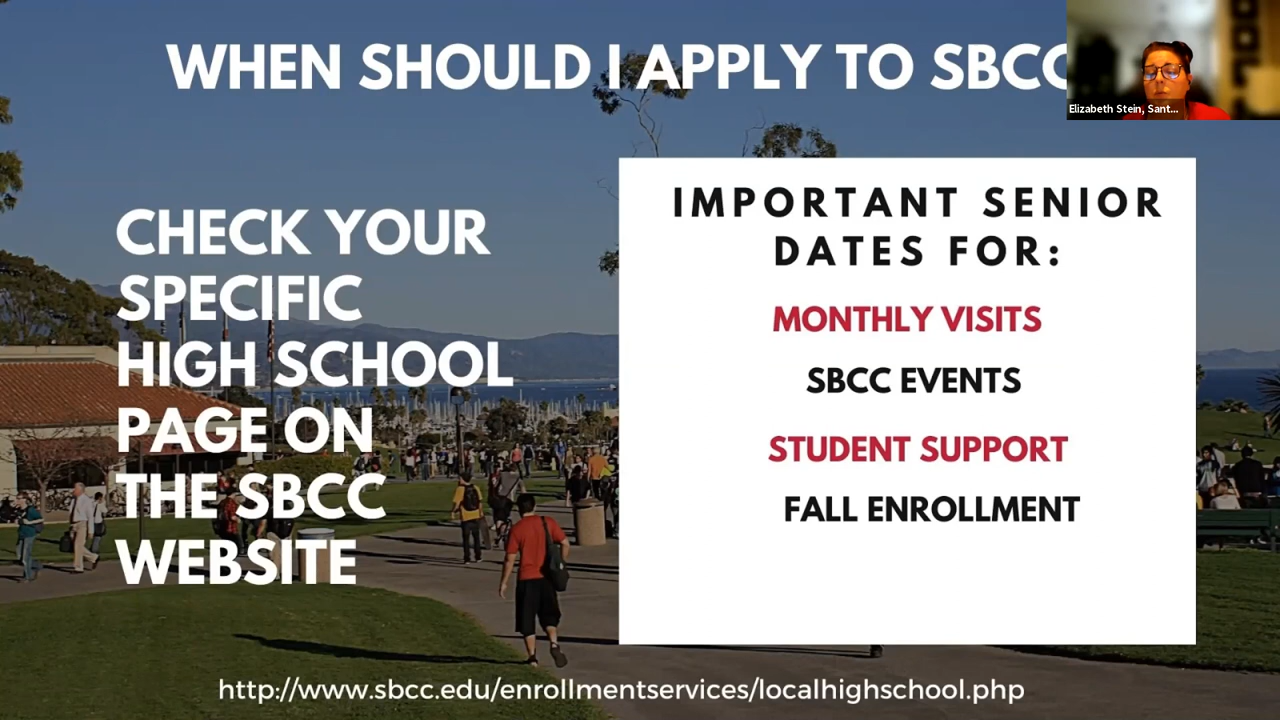 WHEN SHOULD I APPLY TO SBCC
Elizabeth Stein, Sant...
CHECK YOUR
SPECIFIC
HIGH SCHOOL
PAGE ON
THE SBCC
WEBSITE
IMPORTANT SENIOR
DATES FOR:
MONTHLY VISITS
SBCC EVENTS
STUDENT SUPPORT
FALL ENROLLMENT
http://www.sbcc.edu/enrollmentservices/localhighschool.php